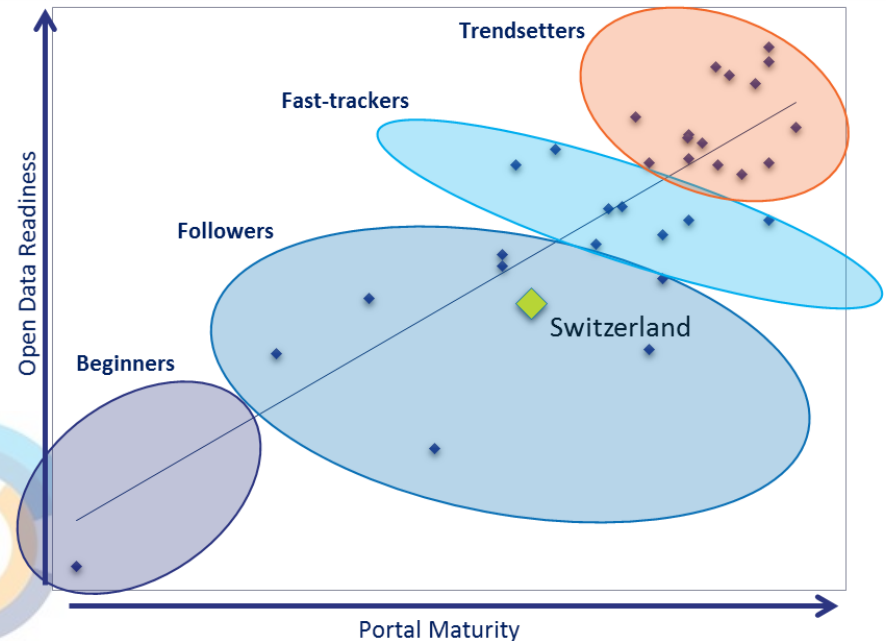 Trendsetters
Fast-trackers
Followers
Switzerland
Beginners
Open Data Readiness
Portal Maturity